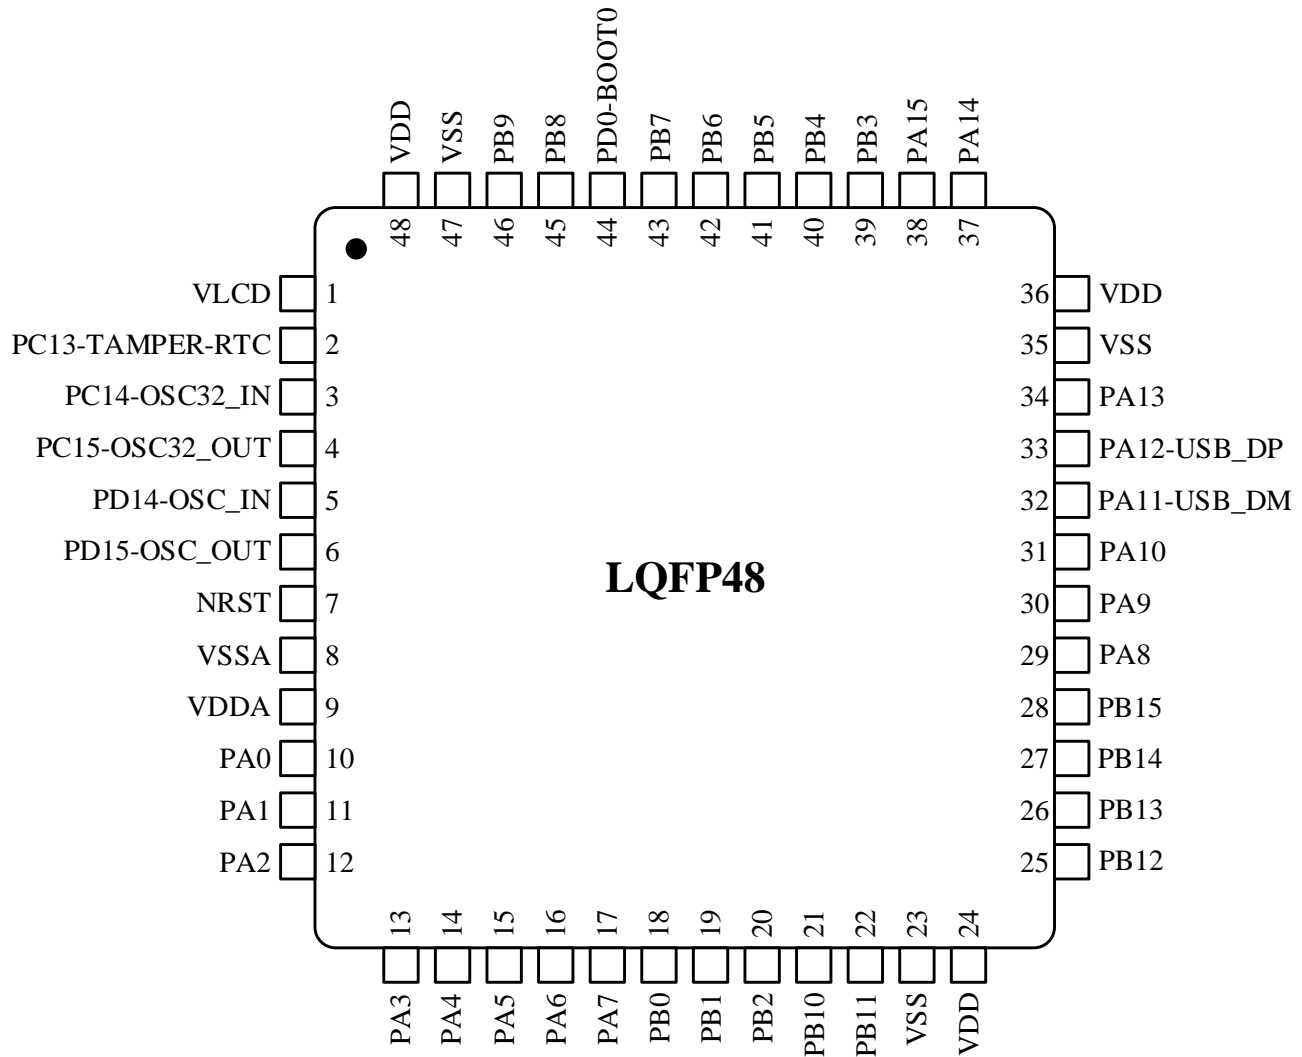 VDD
VSS
PB9
PB8
PD0-BOOT0
PB7
PB6
PB5
PB4
PB3
PA15
PA14
48
47
46
45
44
43
42
41
40
39
38
37
VLCD 1
PC13-TAMPER-RTC 2
PC14-OSC32_IN 3
PC15-OSC32_OUT 4
PD14-OSC_IN 5
PD15-OSC_OUT 6
NRST 7
VSSA 8
VDDA 9
PA0 10
PA1 11
PA2 12
LQFP48
36 VDD
35 VSS
34 PA13
33 PA12-USB_DP
32 PA11-USB_DM
31 PA10
30 PA9
29 PA8
28 PB15
27 PB14
26 PB13
25 PB12
13
14
15
16
17
18
19
20
21
22
23
24
PA3
PA4
PA5
PA6
PA7
PB0
PB1
PB2
PB10
PB11
VSS
VDD